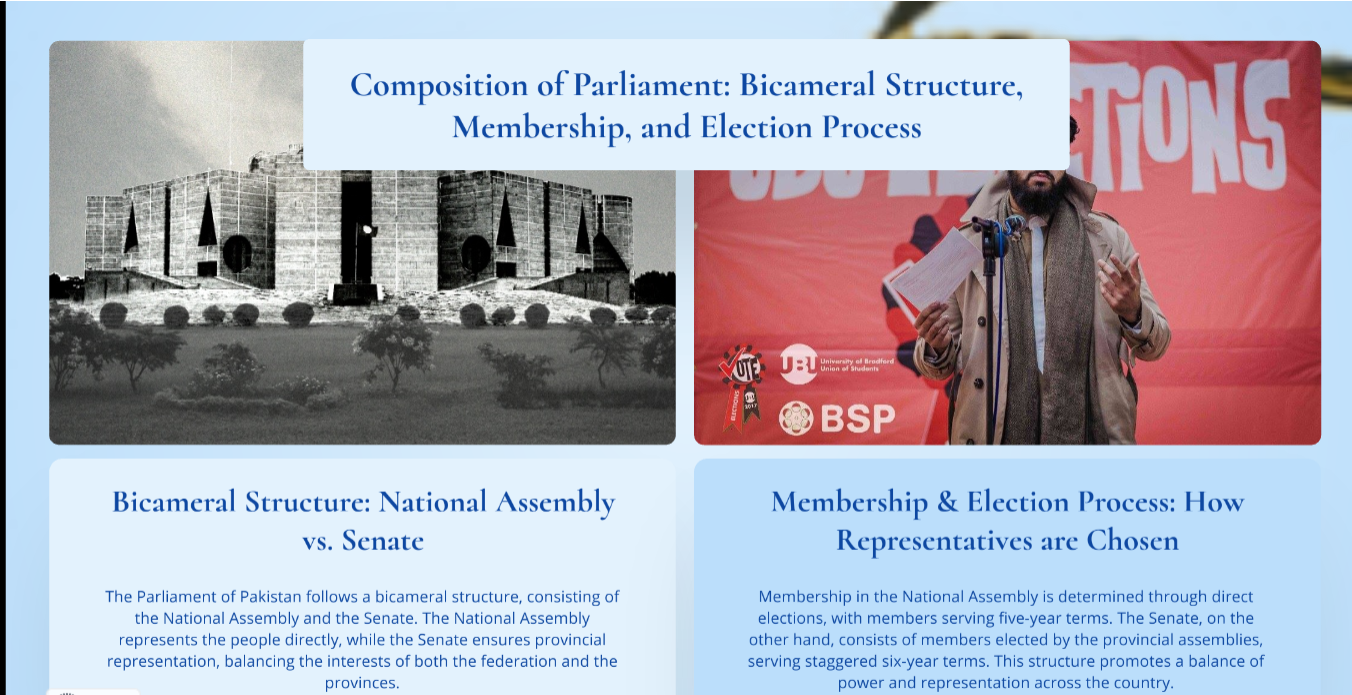 Composition of Parliament: Bicameral Structure,
Membership, and Election Process
CTIONS
VOTE
ELECTIONS
2017
UBU
University of Bradford
Union of Students
BSP
Bicameral Structure: National Assembly
vs. Senate
The Parliament of Pakistan follows a bicameral structure, consisting of
the National Assembly and the Senate. The National Assembly
represents the people directly, while the Senate ensures provincial
representation, balancing the interests of both the federation and the
provinces.
Membership & Election Process: How
Representatives are Chosen
Membership in the National Assembly is determined through direct
elections, with members serving five-year terms. The Senate, on the
other hand, consists of members elected by the provincial assemblies,
serving staggered six-year terms. This structure promotes a balance of
power and representation across the country.